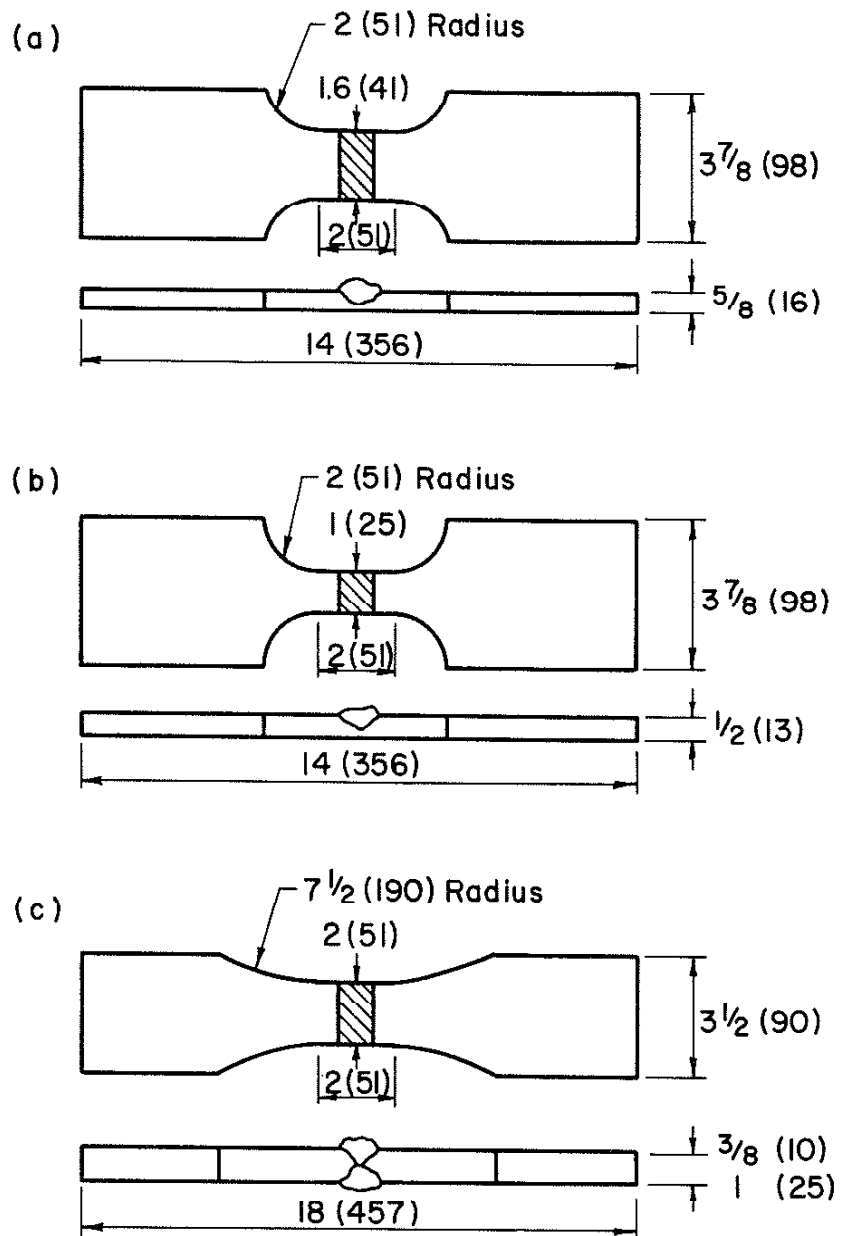 (a)
2 (51) Radius
1.6 (41)
3 7/8 (98)
2 (51)
5/8 (16)
14 (356)
(b)
2 (51) Radius
1 (25)
3 7/8 (98)
2 (51)
1/2 (13)
14 (356)
(c)
7 1/2 (190) Radius
2 (51)
3 1/2 (90)
2 (51)
3/8 (10)
1 (25)
18 (457)